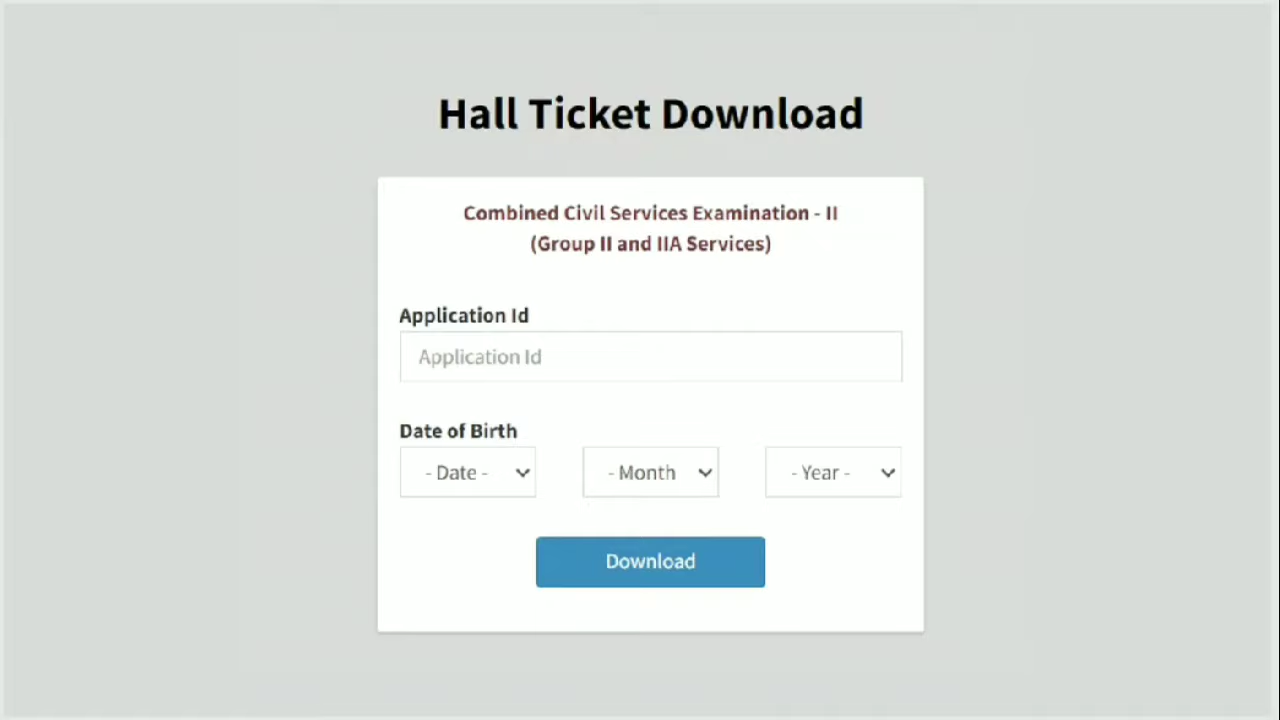 Hall Ticket Download
Combined Civil Services Examination - II
(Group II and IIA Services)
Application Id
Application Id
Date of Birth
- Date -
- Month
- Year -
Download